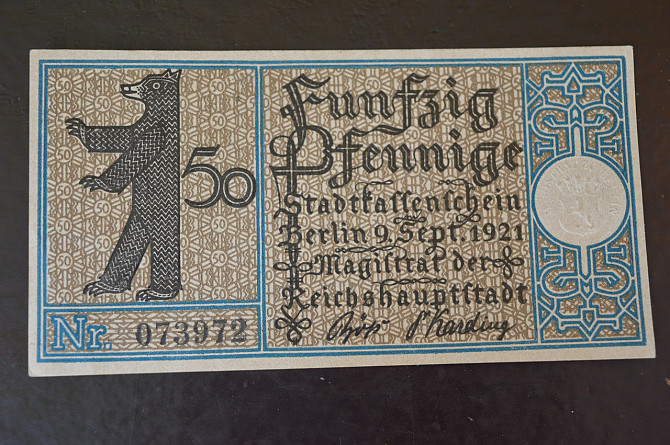 50
Nr. 073972
Funfzig
Pfennige
Stadtkassenschein
Berlin 9. Sept. 1921
Magistrat der
Reichshauptstadt